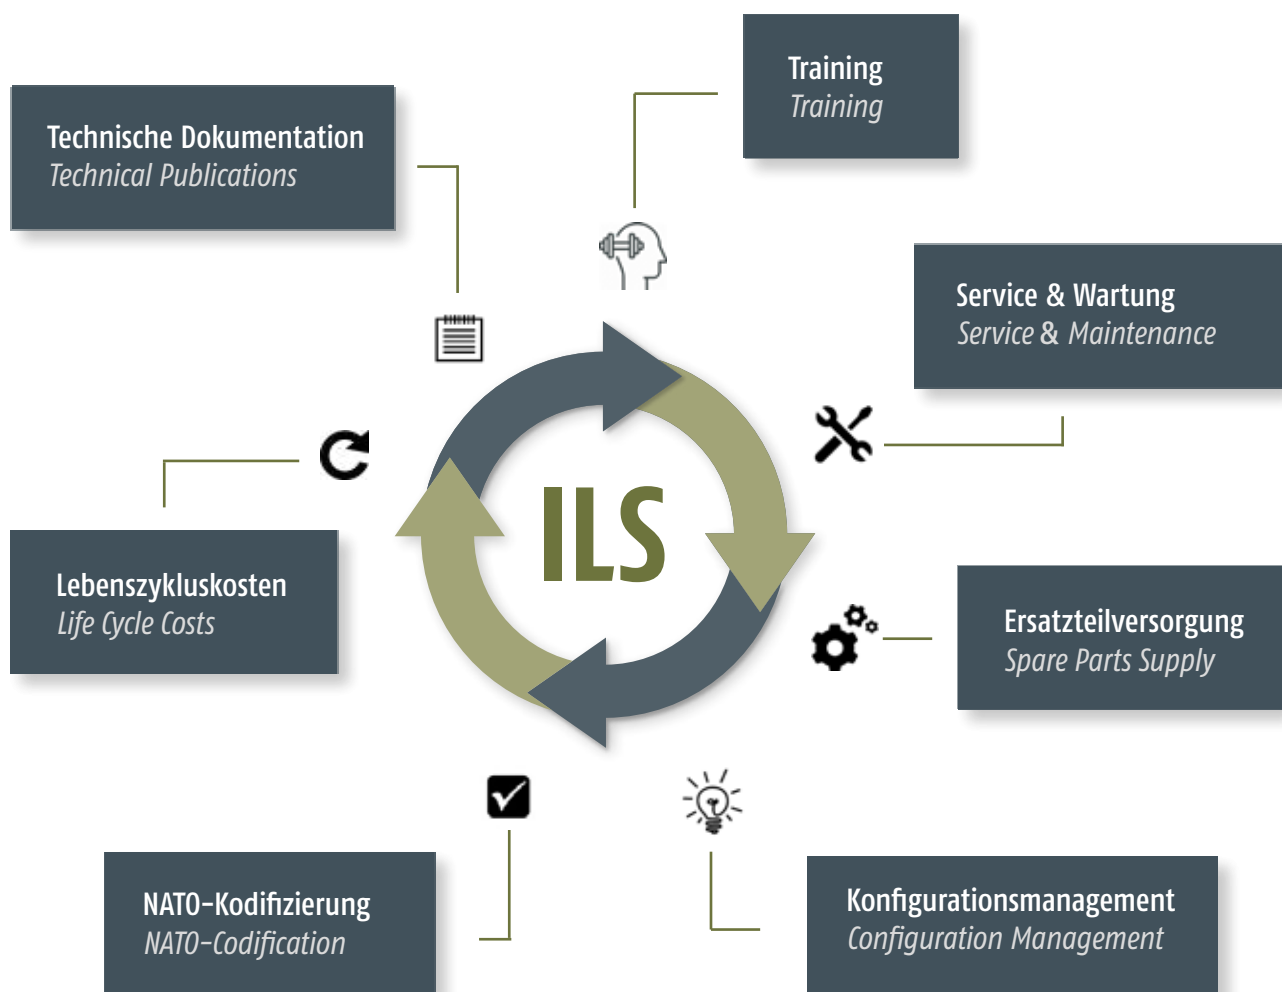 Training
Training
Technische Dokumentation
Technical Publications
Service & Wartung
Service & Maintenance
ILS
Lebenszykluskosten
Life Cycle Costs
Ersatzteilversorgung
Spare Parts Supply
NATO-Kodifizierung
NATO-Codification
Konfigurationsmanagement
Configuration Management